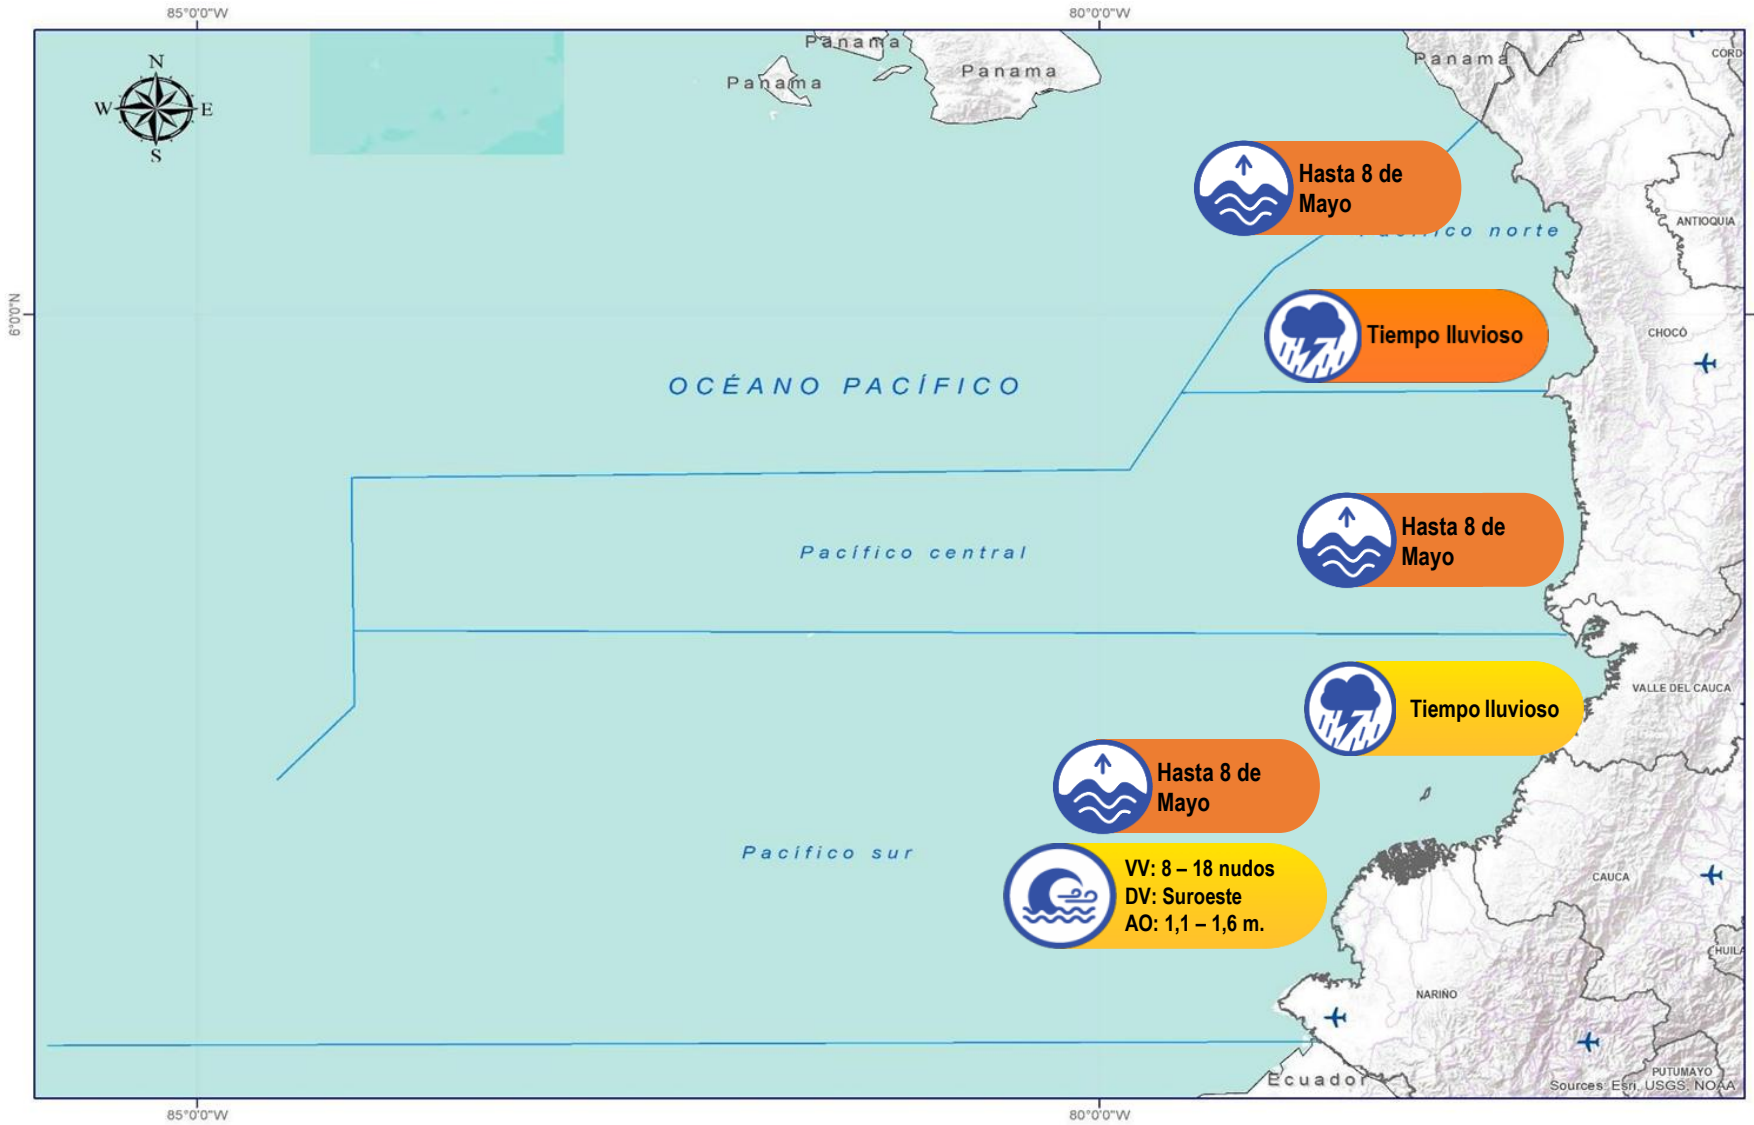 85°0'0"W
80°0'0"W
N
W
E
S
Panama
Panama
Panama
Panama
CÓRD
Hasta 8 de
Mayo
Pacífico norte
ANTIOQUIA
6°0'0"N
Tiempo lluvioso
CHOCÓ
OCÉANO PACÍFICO
Hasta 8 de
Mayo
Pacífico central
VALLE DEL CAUCA
Tiempo lluvioso
Hasta 8 de
Mayo
Pacífico sur
VV: 8 – 18 nudos
DV: Suroeste
AO: 1,1 – 1,6 m.
CAUCA
HUILA
NARIÑO
PUTUMAYO
Ecuador
Sources: Esri, USGS, NOAA
85°0'0"W
80°0'0"W